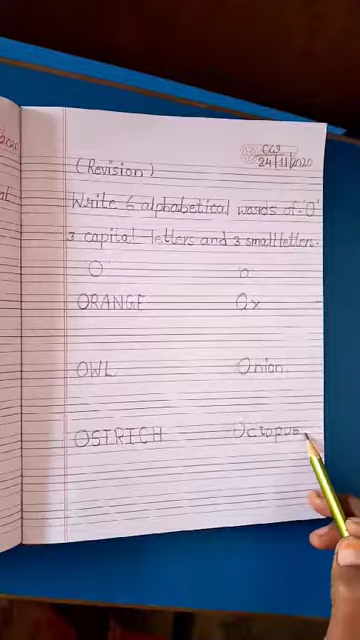 CW
24/11/2020
(Revision)
Write 6 alphabetical words of 'O'
3 capital letters and 3 small letters.
O o
ORANGE Ox
OWL Onion
OSTRICH Octopus